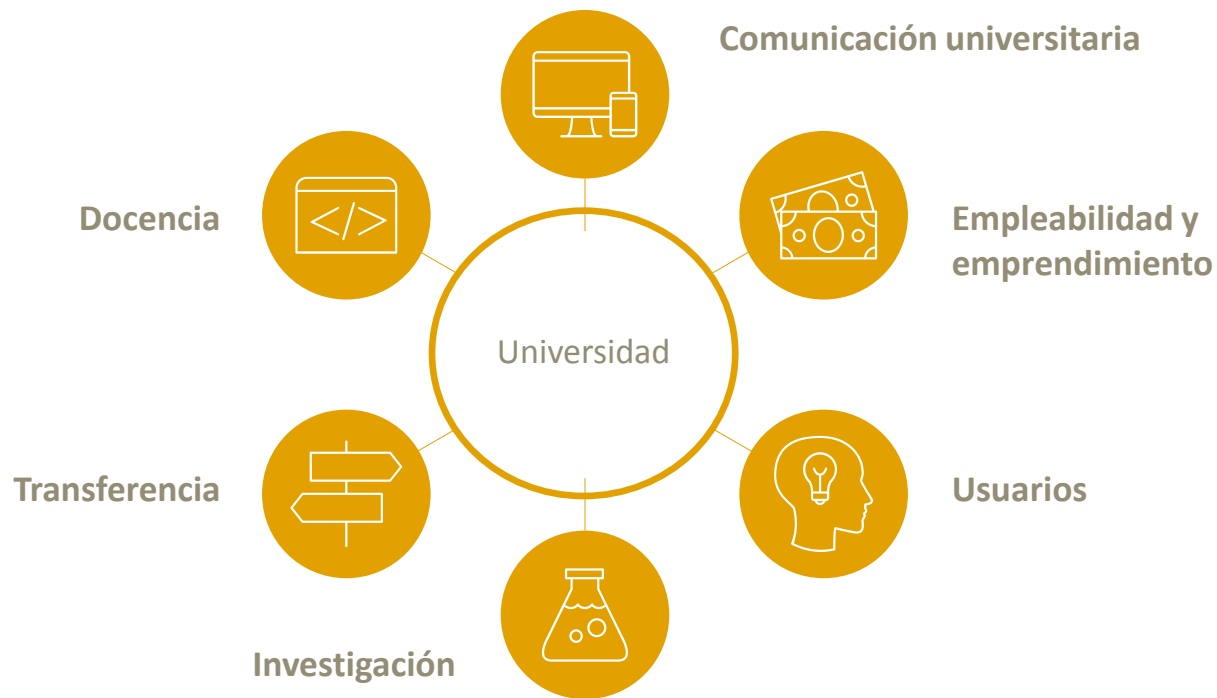 Comunicación universitaria
Docencia
Empleabilidad y
emprendimiento
Universidad
Transferencia
Usuarios
Investigación